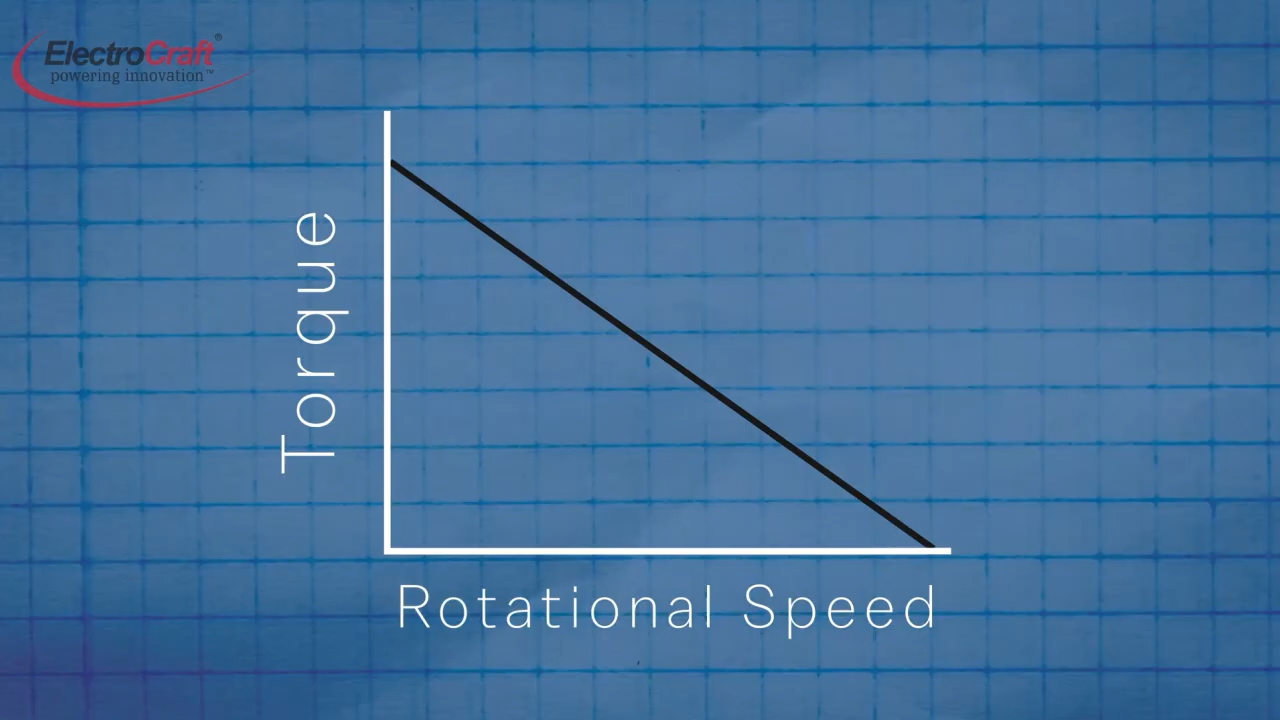 ElectroCraft®
powering innovation™
Torque
Rotational Speed